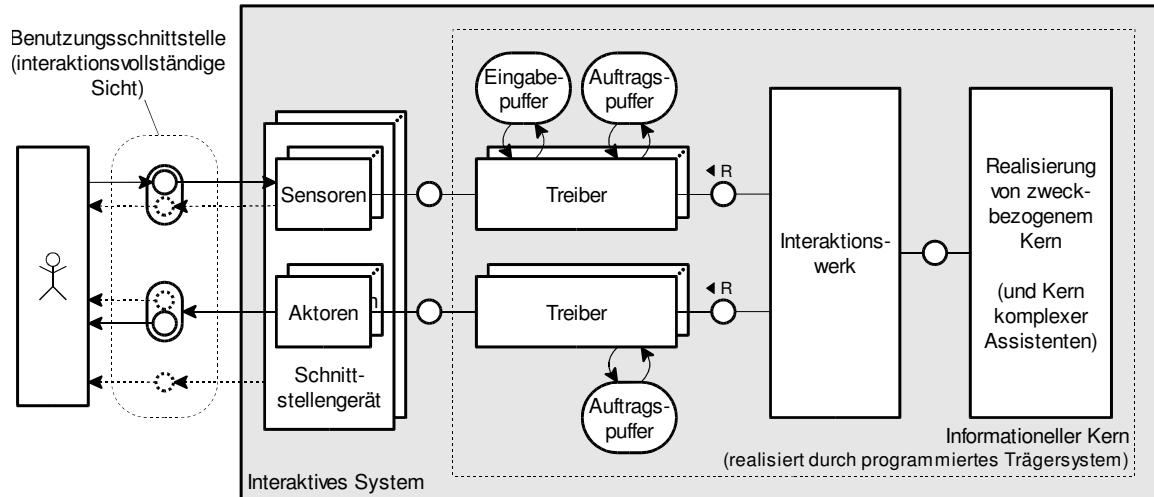 Benutzungsschnittstelle
(interaktionsvollständige
Sicht)
Eingabe-
puffer
Auftrags-
puffer
Sensoren
Treiber
R
Interaktions-
werk
Realisierung
von zweck-
bezogenem
Kern
(und Kern
komplexer
Assistenten)
Aktoren
Treiber
R
Schnitt-
stellengerät
Auftrags-
puffer
Informationeller Kern
(realisiert durch programmiertes Trägersystem)
Interaktives System